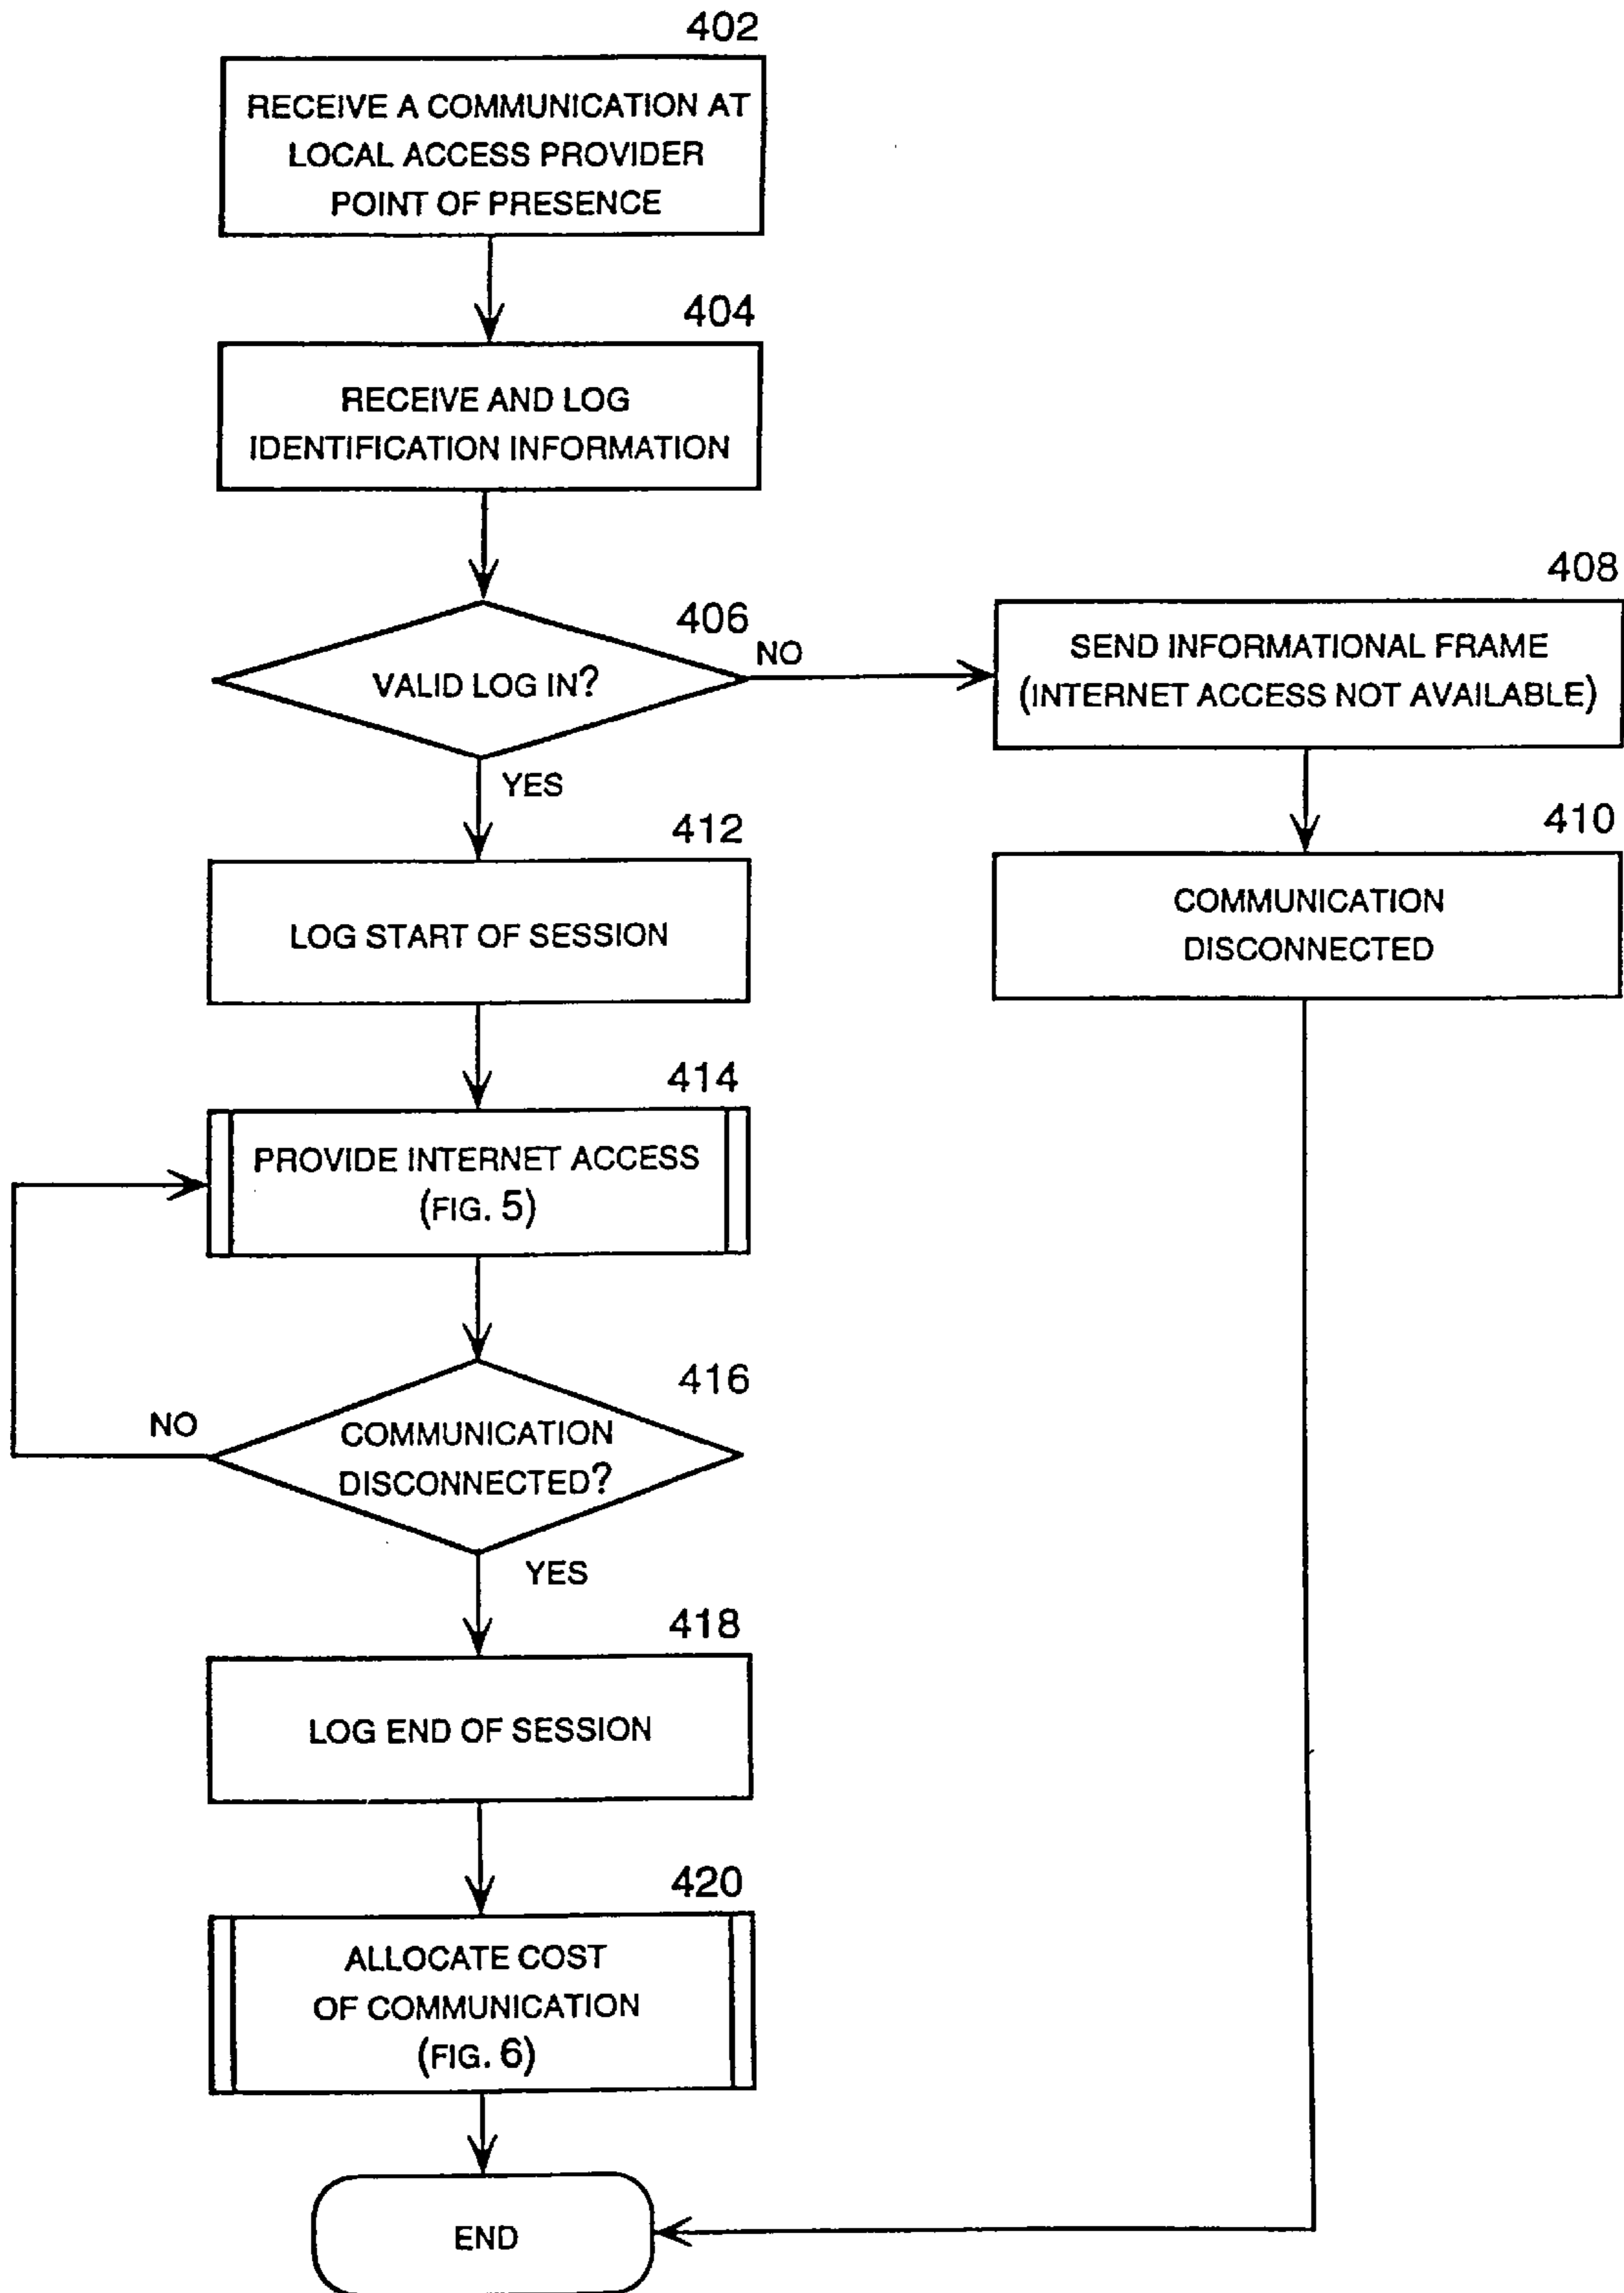 402
RECEIVE A COMMUNICATION AT
LOCAL ACCESS PROVIDER
POINT OF PRESENCE
404
RECEIVE AND LOG
IDENTIFICATION INFORMATION
406
VALID LOG IN?
NO
YES
408
SEND INFORMATIONAL FRAME
(INTERNET ACCESS NOT AVAILABLE)
410
COMMUNICATION
DISCONNECTED
412
LOG START OF SESSION
414
PROVIDE INTERNET ACCESS
(FIG. 5)
416
COMMUNICATION
DISCONNECTED?
NO
YES
418
LOG END OF SESSION
420
ALLOCATE COST
OF COMMUNICATION
(FIG. 6)
END